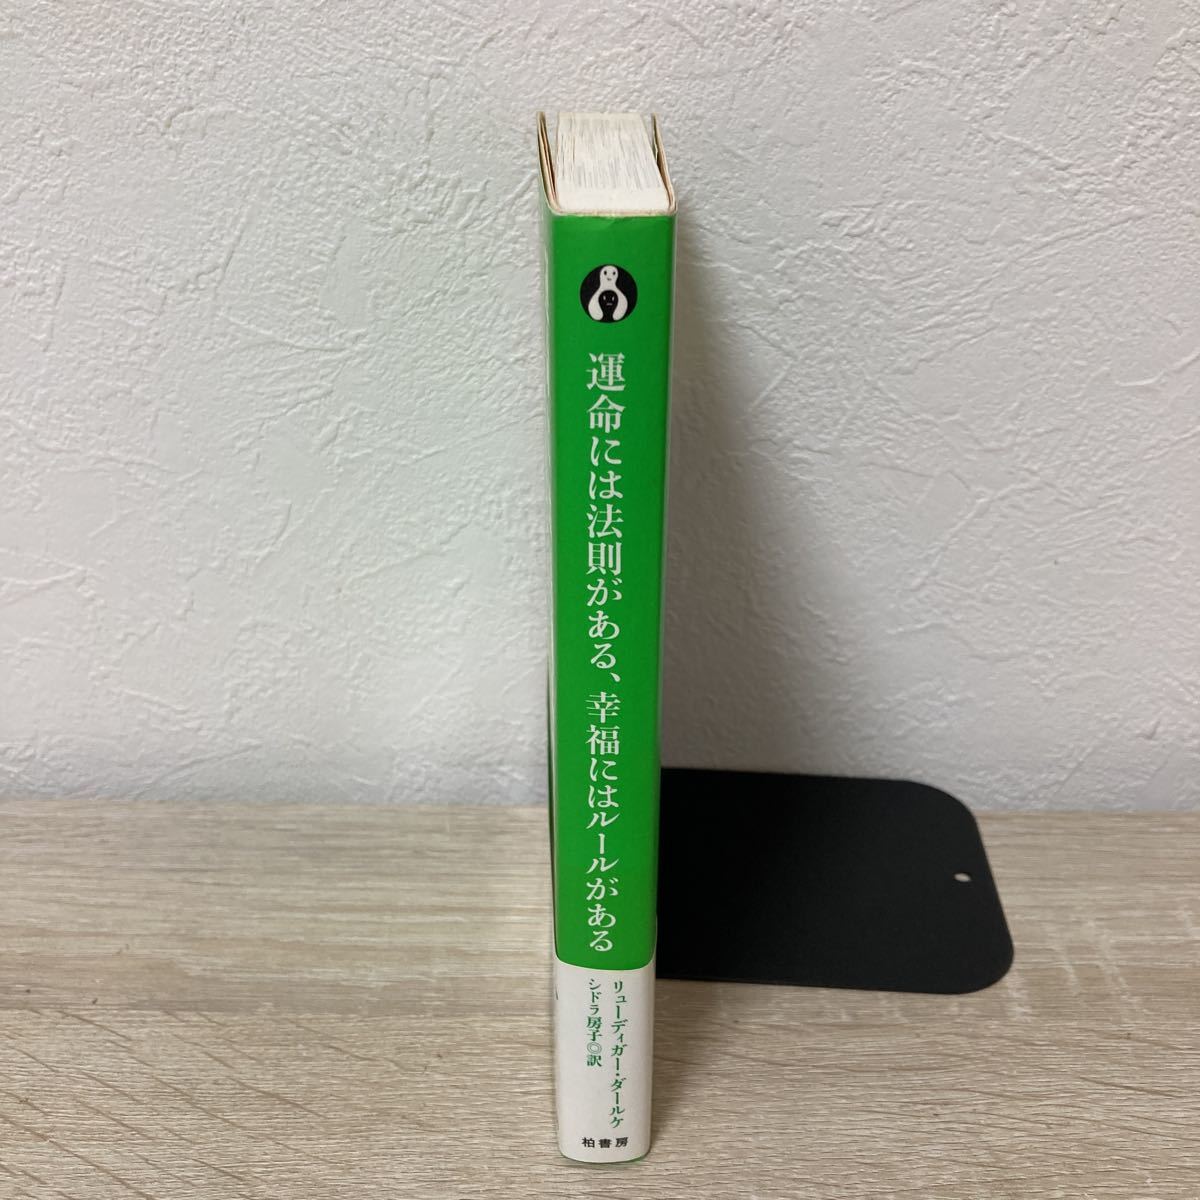 運命には法則がある、幸福にはルールがある
リューディガー・ダールケ
シドラ房子◎訳
柏書房